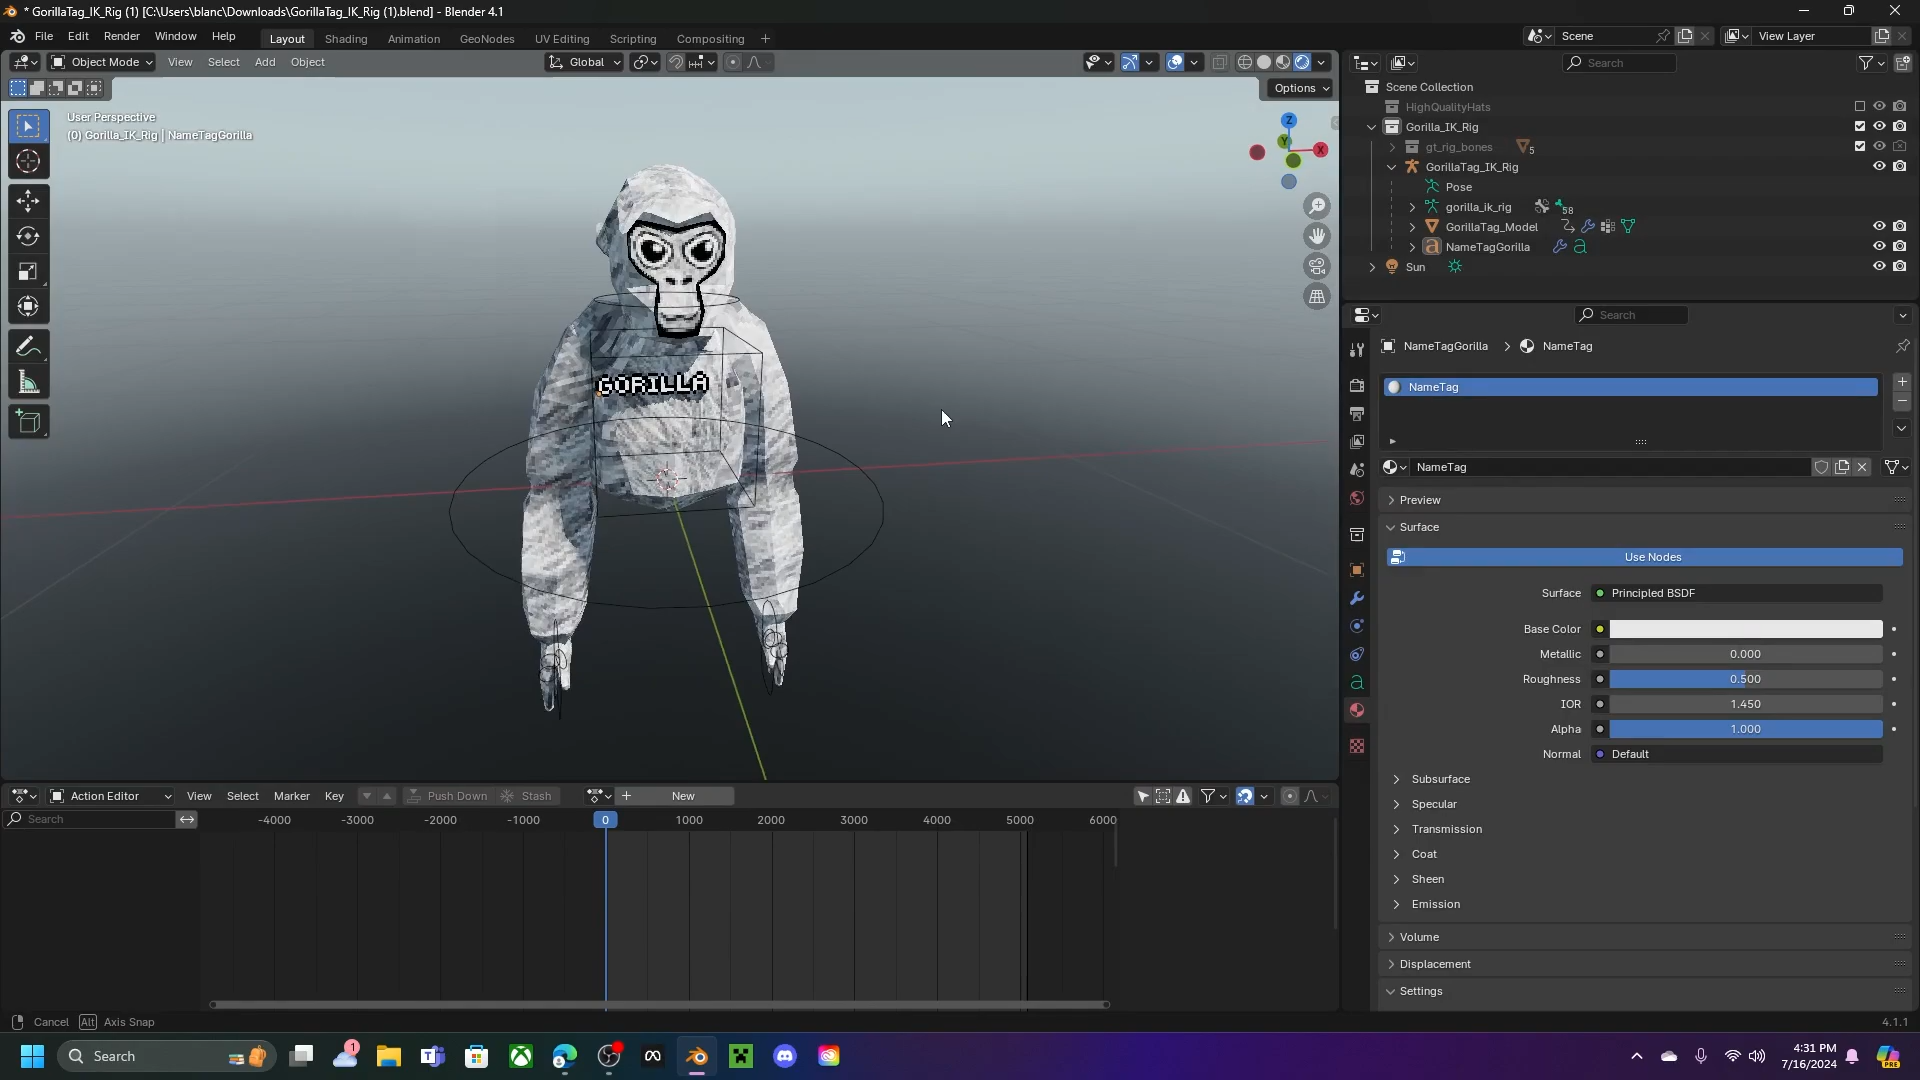 * GorillaTag_IK_Rig (1) [C:\Users\blanc\Downloads\GorillaTag_IK_Rig (1).blend] - Blender 4.1
File Edit Render Window Help Layout Shading Animation GeoNodes UV Editing Scripting Compositing + Scene View Layer
Object Mode View Select Add Object Global Search
Options
User Perspective
(0) Gorilla_IK_Rig | NameTagGorilla
Z
Y
X
GORILLA
Scene Collection
HighQualityHats
Gorilla_IK_Rig
gt_rig_bones 5
GorillaTag_IK_Rig
Pose
gorilla_ik_rig 58
GorillaTag_Model
NameTagGorilla
Sun
Search
NameTagGorilla > NameTag
NameTag
NameTag
Preview
Surface
Use Nodes
Surface Principled BSDF
Base Color
Metallic 0.000
Roughness 0.500
IOR 1.450
Alpha 1.000
Normal Default
Subsurface
Specular
Transmission
Coat
Sheen
Emission
Volume
Displacement
Settings
Action Editor View Select Marker Key Push Down Stash + New
Search -4000 -3000 -2000 -1000 0 1000 2000 3000 4000 5000 6000
Cancel Alt Axis Snap 4.1.1
Search 1 4:31 PM
7/16/2024
PRE